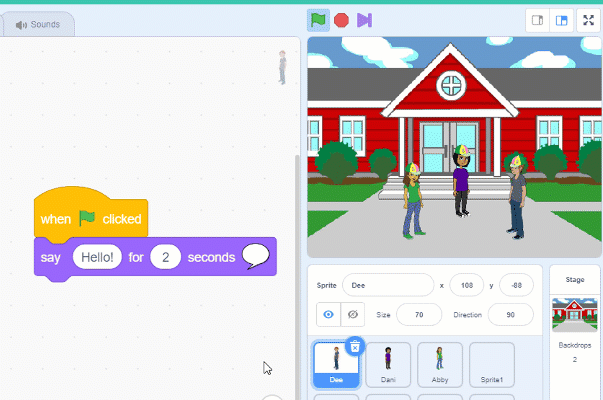 Sounds
when clicked
say Hello! for 2 seconds
Sprite Dee x 108 y -88
Size 70 Direction 90
Dee Dani Abby Sprite1
Stage
Backdrops
2